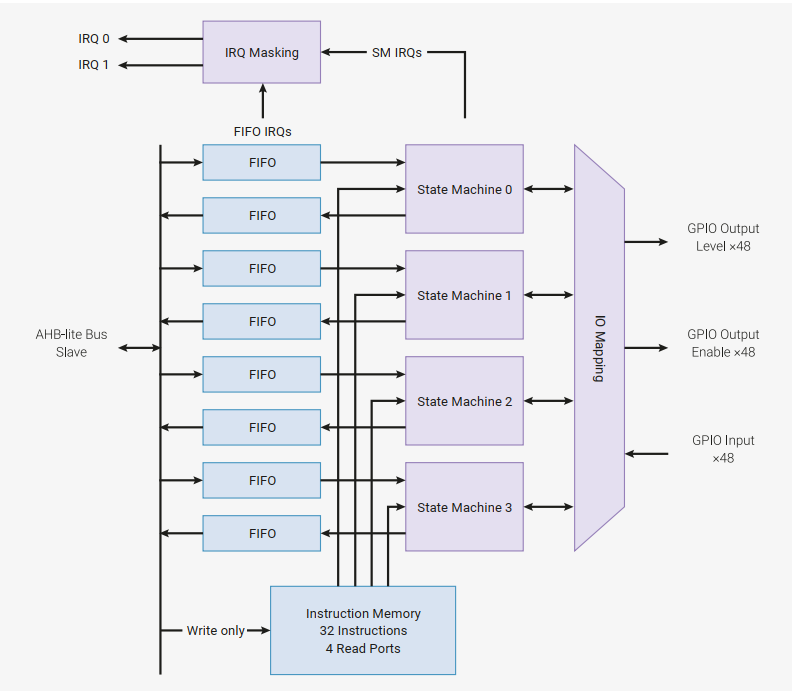 IRQ 0
IRQ 1
IRQ Masking
SM IRQs
FIFO IRQs
FIFO
State Machine 0
FIFO
GPIO Output
Level ×48
FIFO
State Machine 1
FIFO
AHB-lite Bus
Slave
IO Mapping
GPIO Output
Enable ×48
FIFO
State Machine 2
FIFO
GPIO Input
×48
FIFO
State Machine 3
FIFO
Write only
Instruction Memory
32 Instructions
4 Read Ports